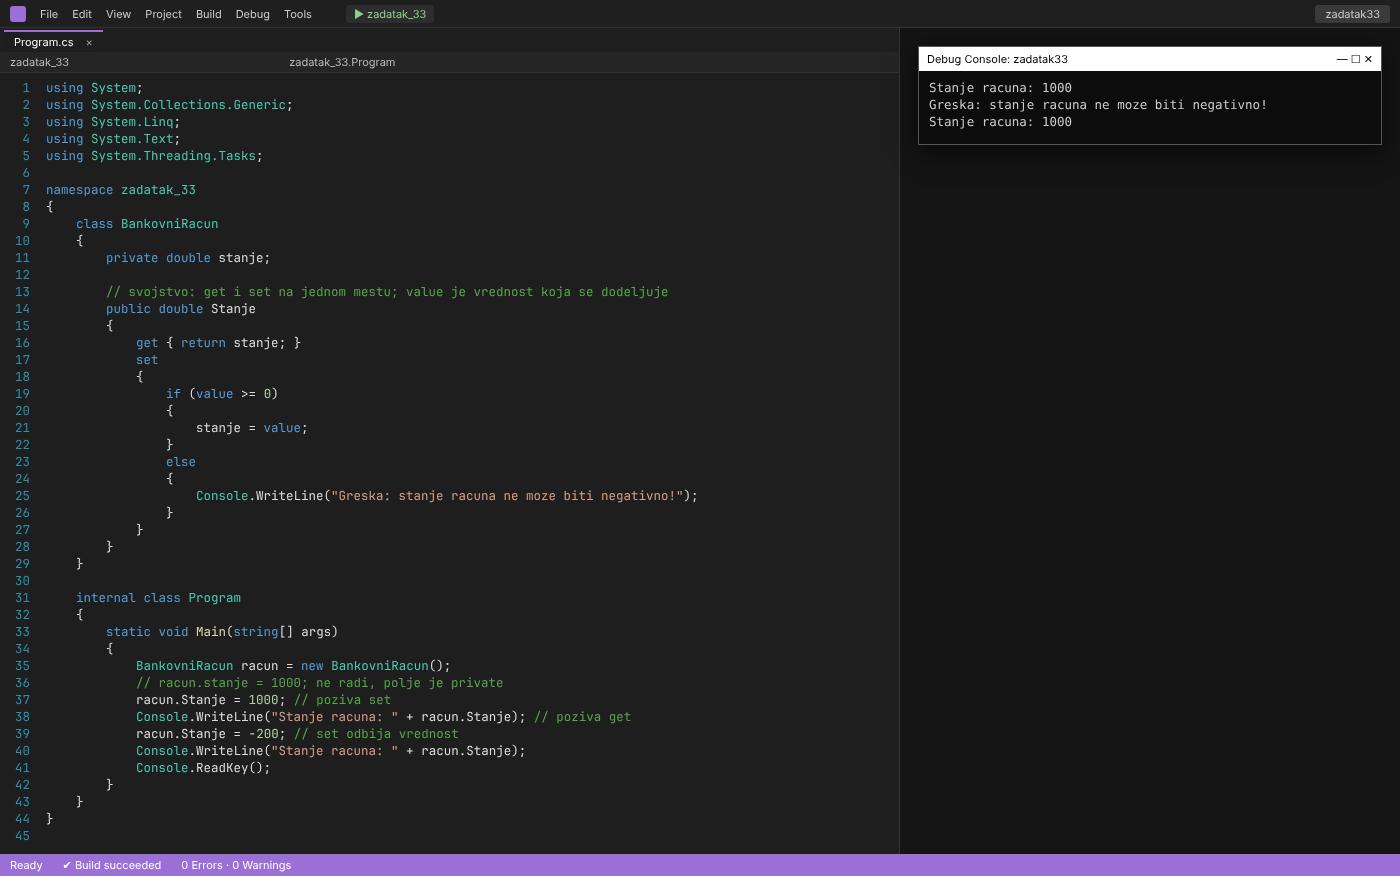 File Edit View Project Build Debug Tools ▶ zadatak_33 zadatak33
Program.cs ×
zadatak_33 zadatak_33.Program
1 using System;
2 using System.Collections.Generic;
3 using System.Linq;
4 using System.Text;
5 using System.Threading.Tasks;
6
7 namespace zadatak_33
8 {
9     class BankovniRacun
10     {
11         private double stanje;
12
13         // svojstvo: get i set na jednom mestu; value je vrednost koja se dodeljuje
14         public double Stanje
15         {
16             get { return stanje; }
17             set
18             {
19                 if (value >= 0)
20                 {
21                     stanje = value;
22                 }
23                 else
24                 {
25                     Console.WriteLine("Greska: stanje racuna ne moze biti negativno!");
26                 }
27             }
28         }
29     }
30
31     internal class Program
32     {
33         static void Main(string[] args)
34         {
35             BankovniRacun racun = new BankovniRacun();
36             // racun.stanje = 1000; ne radi, polje je private
37             racun.Stanje = 1000; // poziva set
38             Console.WriteLine("Stanje racuna: " + racun.Stanje); // poziva get
39             racun.Stanje = -200; // set odbija vrednost
40             Console.WriteLine("Stanje racuna: " + racun.Stanje);
41             Console.ReadKey();
42         }
43     }
44 }
45
Debug Console: zadatak33 — ☐ ✕
Stanje racuna: 1000
Greska: stanje racuna ne moze biti negativno!
Stanje racuna: 1000
Ready ✔ Build succeeded 0 Errors · 0 Warnings